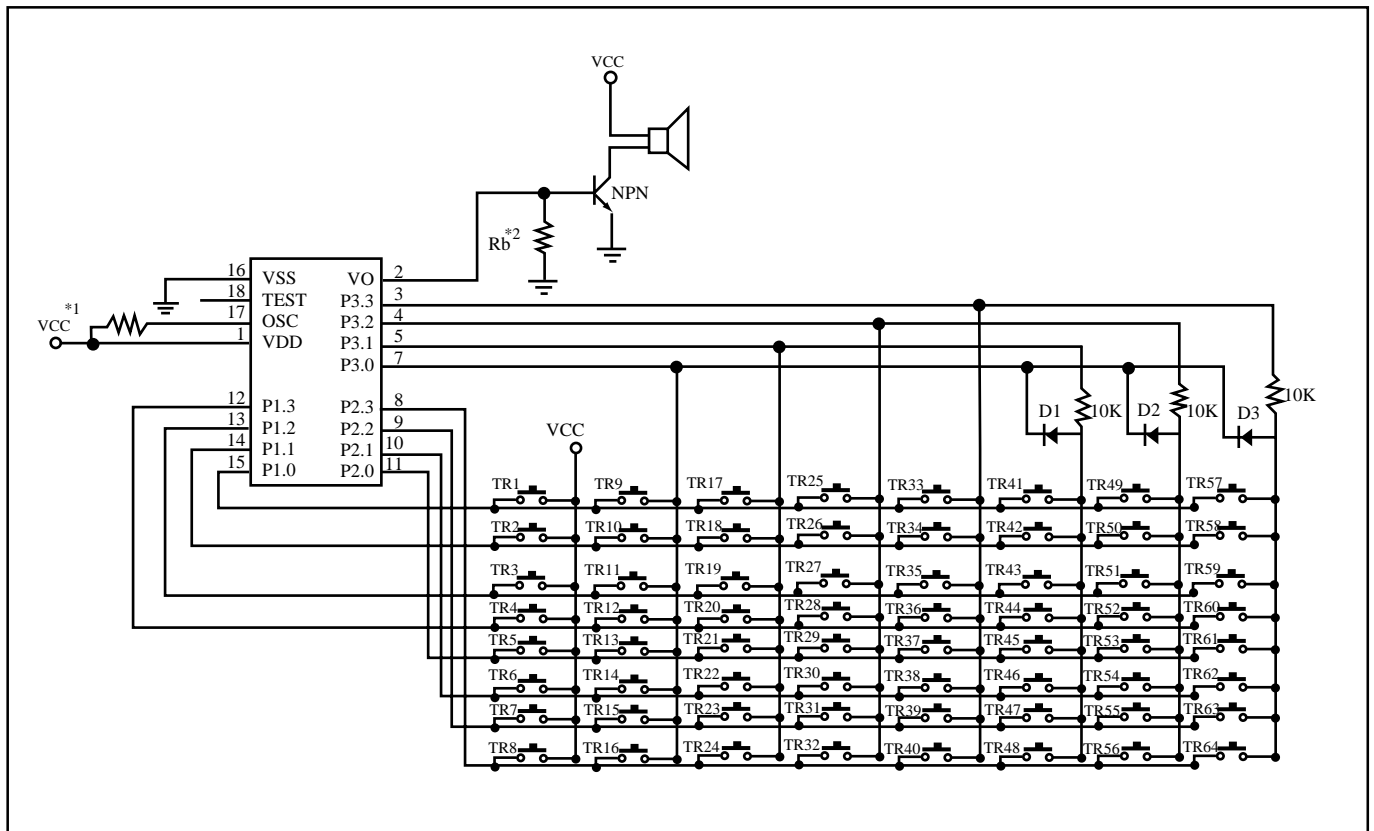 VCC
NPN
Rb*2
16 VSS VO 2
18 TEST P3.3 3
17 OSC P3.2 4
1 VDD P3.1 5
P3.0 7
*1
VCC
12 P1.3 P2.3 8
13 P1.2 P2.2 9
14 P1.1 P2.1 10
15 P1.0 P2.0 11
VCC
D1 10K D2 10K D3 10K
TR1 TR9 TR17 TR25 TR33 TR41 TR49 TR57
TR2 TR10 TR18 TR26 TR34 TR42 TR50 TR58
TR3 TR11 TR19 TR27 TR35 TR43 TR51 TR59
TR4 TR12 TR20 TR28 TR36 TR44 TR52 TR60
TR5 TR13 TR21 TR29 TR37 TR45 TR53 TR61
TR6 TR14 TR22 TR30 TR38 TR46 TR54 TR62
TR7 TR15 TR23 TR31 TR39 TR47 TR55 TR63
TR8 TR16 TR24 TR32 TR40 TR48 TR56 TR64